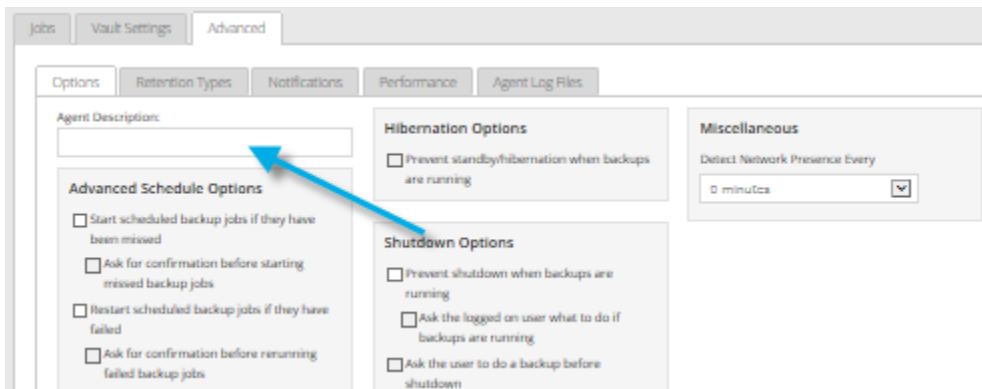 Jobs
Vault Settings
Advanced
Options
Retention Types
Notifications
Performance
Agent Log Files
Agent Description:
Advanced Schedule Options
Start scheduled backup jobs if they have
been missed
Ask for confirmation before starting
missed backup jobs
Restart scheduled backup jobs if they have
failed
Ask for confirmation before rerunning
failed backup jobs
Hibernation Options
Prevent standby/hibernation when backups
are running
Shutdown Options
Prevent shutdown when backups are
running
Ask the logged on user what to do if
backups are running
Ask the user to do a backup before
shutdown
Miscellaneous
Detect Network Presence Every
0 minutes